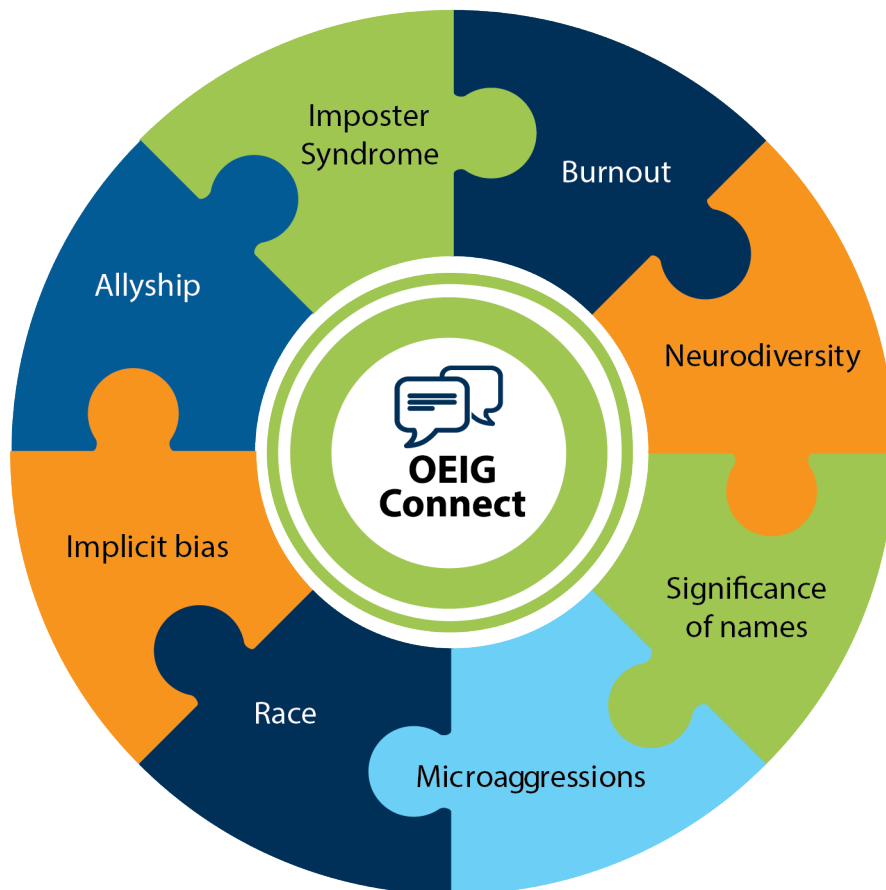 Imposter
Syndrome
Burnout
Allyship
Neurodiversity
OEIG
Connect
Implicit bias
Significance
of names
Race
Microaggressions